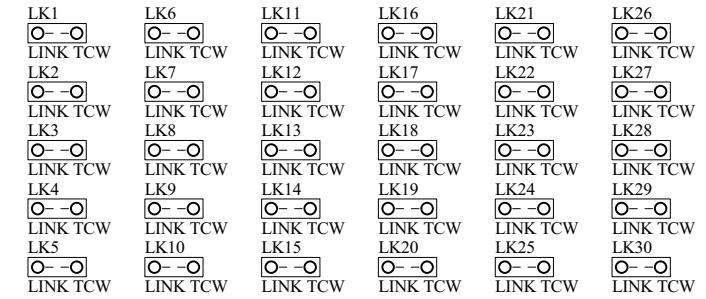 LK1 LK6 LK11 LK16 LK21 LK26
LINK TCW LINK TCW LINK TCW LINK TCW LINK TCW LINK TCW
LK2 LK7 LK12 LK17 LK22 LK27
LINK TCW LINK TCW LINK TCW LINK TCW LINK TCW LINK TCW
LK3 LK8 LK13 LK18 LK23 LK28
LINK TCW LINK TCW LINK TCW LINK TCW LINK TCW LINK TCW
LK4 LK9 LK14 LK19 LK24 LK29
LINK TCW LINK TCW LINK TCW LINK TCW LINK TCW LINK TCW
LK5 LK10 LK15 LK20 LK25 LK30
LINK TCW LINK TCW LINK TCW LINK TCW LINK TCW LINK TCW